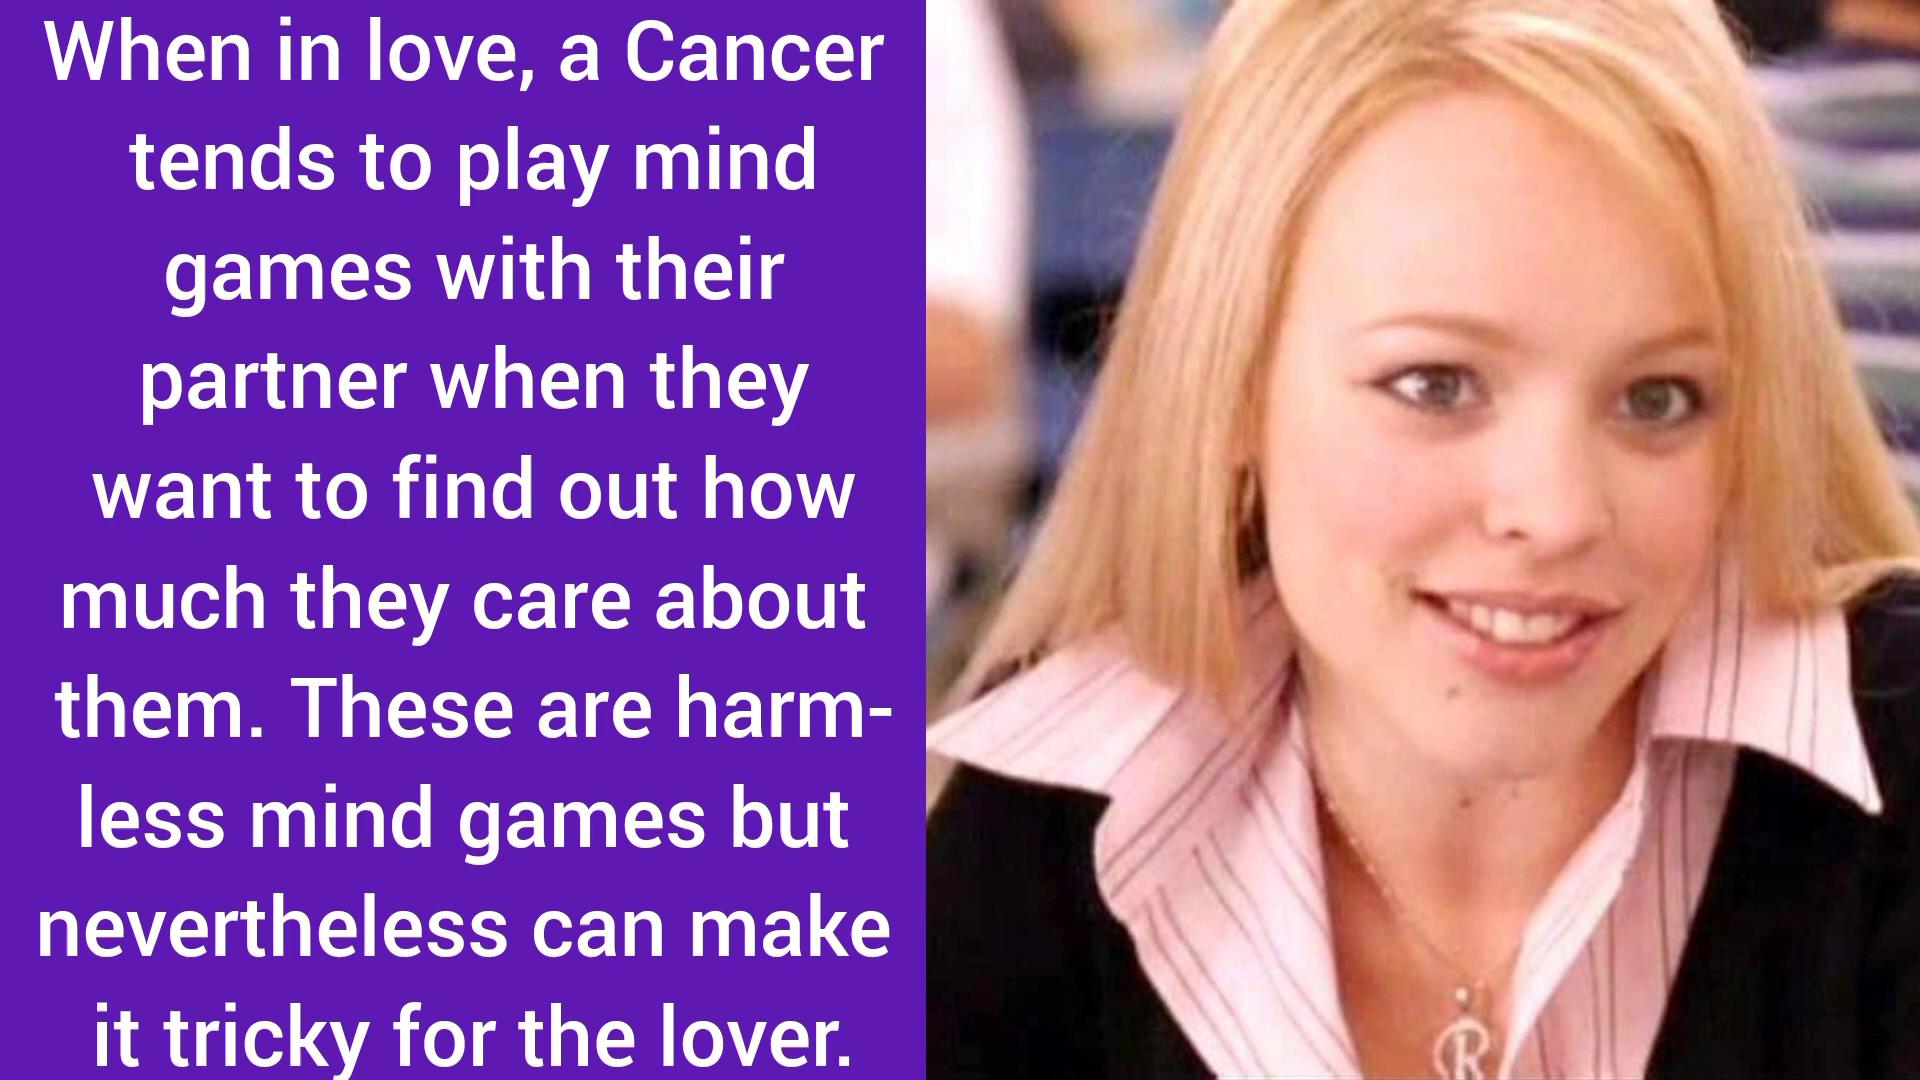 When in love, a Cancer
tends to play mind
games with their
partner when they
want to find out how
much they care about
them. These are harm-
less mind games but
nevertheless can make
it tricky for the lover.
R